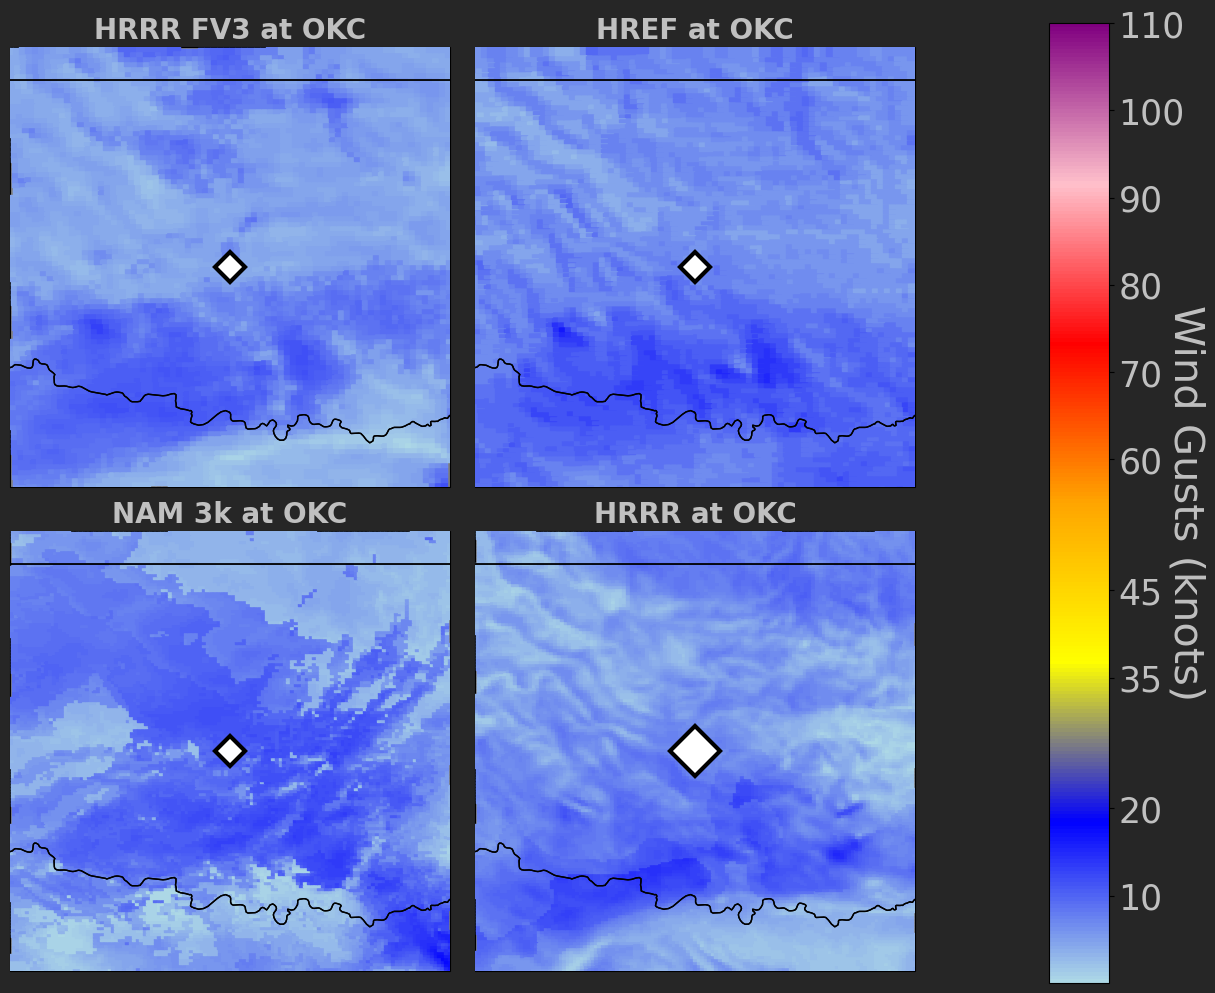 HRRR FV3 at OKC
HREF at OKC
NAM 3k at OKC
HRRR at OKC
110
100
90
80
70
60
45
35
20
10
Wind Gusts (knots)